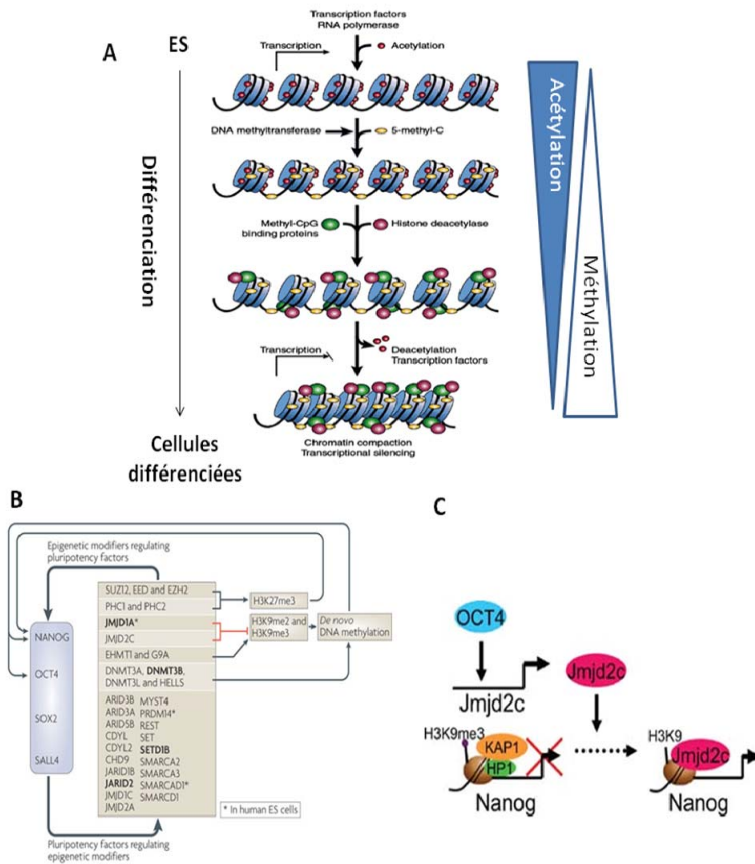 A
ES
Différenciation
Cellules
différenciées
Transcription factors
RNA polymerase
Transcription
Acetylation
DNA methyltransferase
5-methyl-C
Methyl-CpG
binding proteins
Histone deacetylase
Deacetylation
Transcription factors
Transcription
Chromatin compaction
Transcriptional silencing
Acétylation
Méthylation
B
Epigenetic modifiers regulating
pluripotency factors
NANOG
OCT4
SOX2
SALL4
SUZ12, EED and EZH2
PHC1 and PHC2
JMJD1A*
JMJD2C
EHMT1 and G9A
DNMT3A, DNMT3B,
DNMT3L and HELLS
ARID3B MYST4
ARID3A PRDM14*
ARID5B REST
CDYL SET
CDYL2 SETD1B
CHD9 SMARCA2
JARID1B SMARCA3
JARID2 SMARCAD1*
JMJD1C SMARCD1
JMJD2A
H3K27me3
H3K9me2 and
H3K9me3
De novo
DNA methylation
* In human ES cells
Pluripotency factors regulating
epigenetic modifiers
C
OCT4
Jmjd2c
Jmjd2c
H3K9me3
KAP1
HP1
Nanog
H3K9
Jmjd2c
Nanog